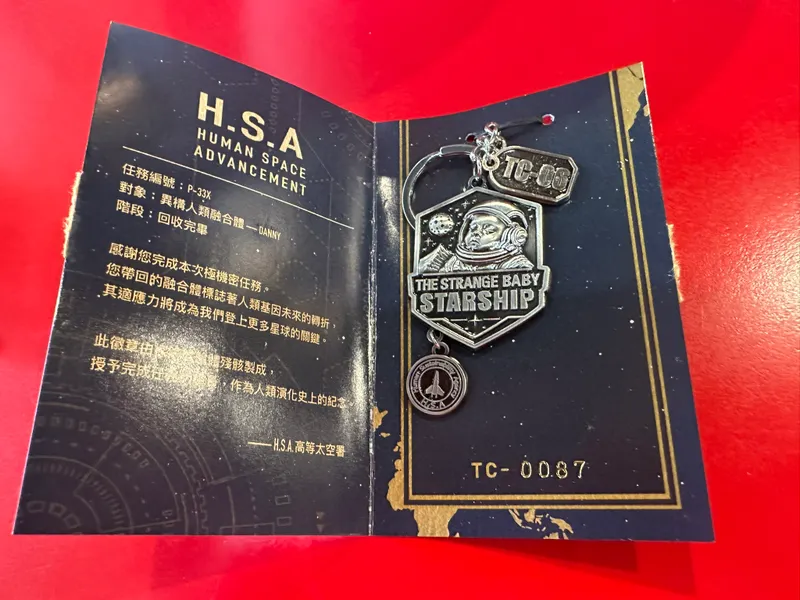 H.S.A
HUMAN SPACE
ADVANCEMENT
任務編號：P-33X
對象：異構人類融合體 — DANNY
階段：回收完畢
感謝您完成本次極機密任務。
您帶回的融合體標誌著人類基因未來的轉折，
其適應力將成為我們登上更多星球的關鍵。
此徽章由 體殘骸製成，
授予完成任 ，作為人類演化史上的紀念
—— H.S.A.高等太空署
TC-03
THE STRANGE BABY
STARSHIP
H.S.A
TC- 0087